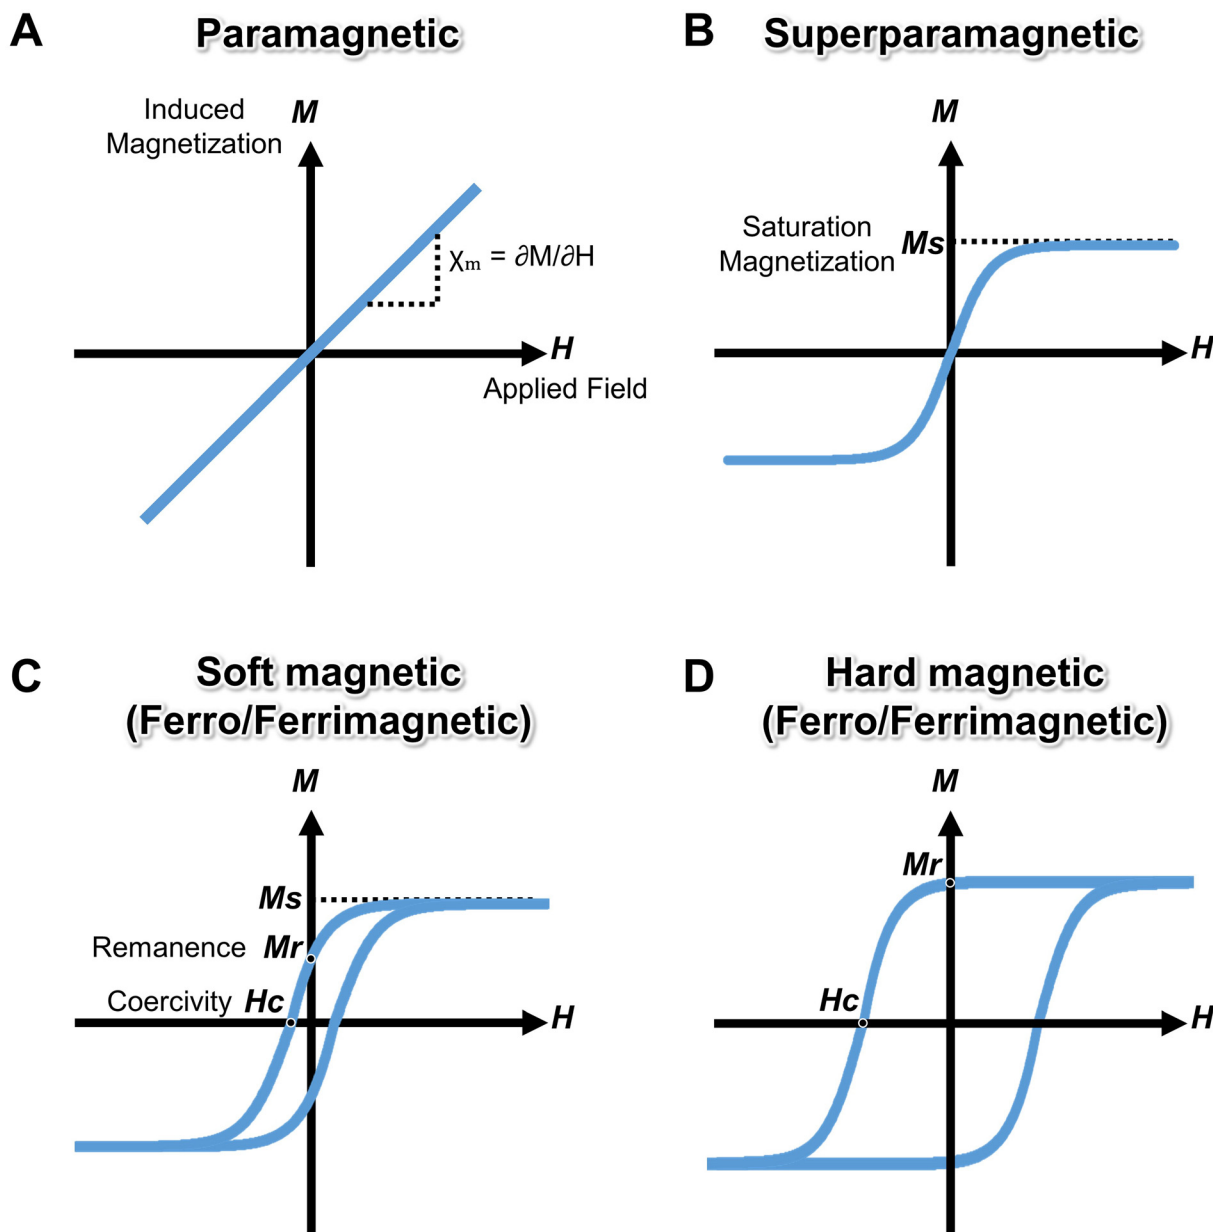 A
Paramagnetic
Induced
Magnetization
M
χm = ∂M/∂H
H
Applied Field
B
Superparamagnetic
M
Saturation
Magnetization
Ms
H
C
Soft magnetic
(Ferro/Ferrimagnetic)
M
Ms
Remanence Mr
Coercivity Hc
H
D
Hard magnetic
(Ferro/Ferrimagnetic)
M
Mr
Hc
H